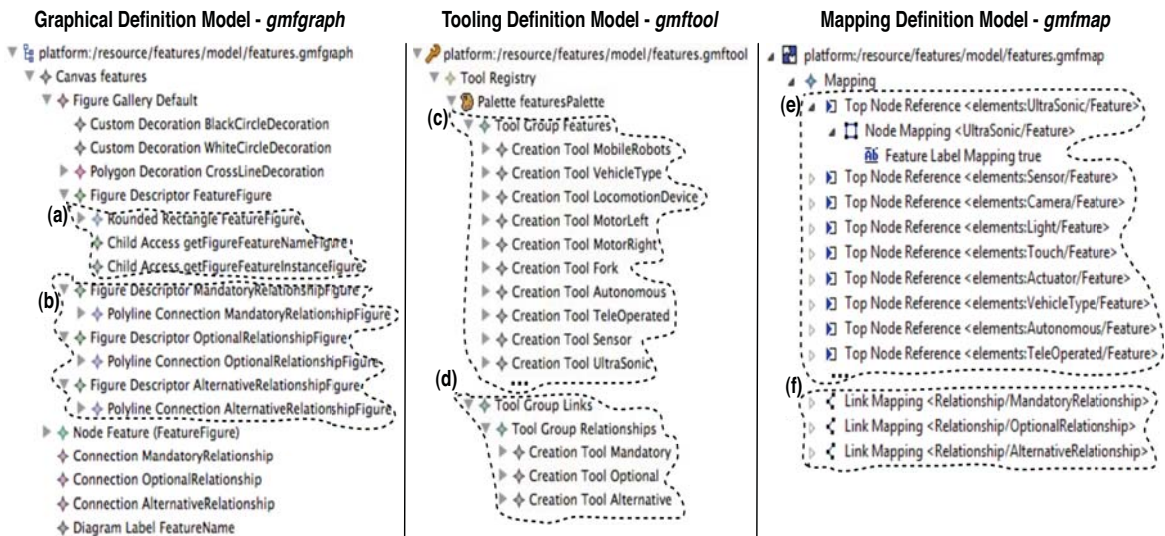 Graphical Definition Model - gmfgraph
platform:/resource/features/model/features.gmfgraph
Canvas features
Figure Gallery Default
Custom Decoration BlackCircleDecoration
Custom Decoration WhiteCircleDecoration
Polygon Decoration CrossLineDecoration
Figure Descriptor FeatureFigure
(a)
Rounded Rectangle FeatureFigure
Child Access getFigureFeatureNameFigure
Child Access getFigureFeatureInstanceFigure
(b)
Figure Descriptor MandatoryRelationshipFigure
Polyline Connection MandatoryRelationshipFigure
Figure Descriptor OptionalRelationshipFigure
Polyline Connection OptionalRelationshipFigure
Figure Descriptor AlternativeRelationshipFigure
Polyline Connection AlternativeRelationshipFigure
Node Feature (FeatureFigure)
Connection MandatoryRelationship
Connection OptionalRelationship
Connection AlternativeRelationship
Diagram Label FeatureName
Tooling Definition Model - gmftool
platform:/resource/features/model/features.gmftool
Tool Registry
Palette featuresPalette
(c)
Tool Group Features
Creation Tool MobileRobots
Creation Tool VehicleType
Creation Tool LocomotionDevice
Creation Tool MotorLeft
Creation Tool MotorRight
Creation Tool Fork
Creation Tool Autonomous
Creation Tool TeleOperated
Creation Tool Sensor
Creation Tool UltraSonic
...
(d)
Tool Group Links
Tool Group Relationships
Creation Tool Mandatory
Creation Tool Optional
Creation Tool Alternative
Mapping Definition Model - gmfmap
platform:/resource/features/model/features.gmfmap
Mapping
(e)
Top Node Reference <elements:UltraSonic/Feature>
Node Mapping <UltraSonic/Feature>
Ab Feature Label Mapping true
Top Node Reference <elements:Sensor/Feature>
Top Node Reference <elements:Camera/Feature>
Top Node Reference <elements:Light/Feature>
Top Node Reference <elements:Touch/Feature>
Top Node Reference <elements:Actuator/Feature>
Top Node Reference <elements:VehicleType/Feature>
Top Node Reference <elements:Autonomous/Feature>
Top Node Reference <elements:TeleOperated/Feature>
...
(f)
Link Mapping <Relationship/MandatoryRelationship>
Link Mapping <Relationship/OptionalRelationship>
Link Mapping <Relationship/AlternativeRelationship>